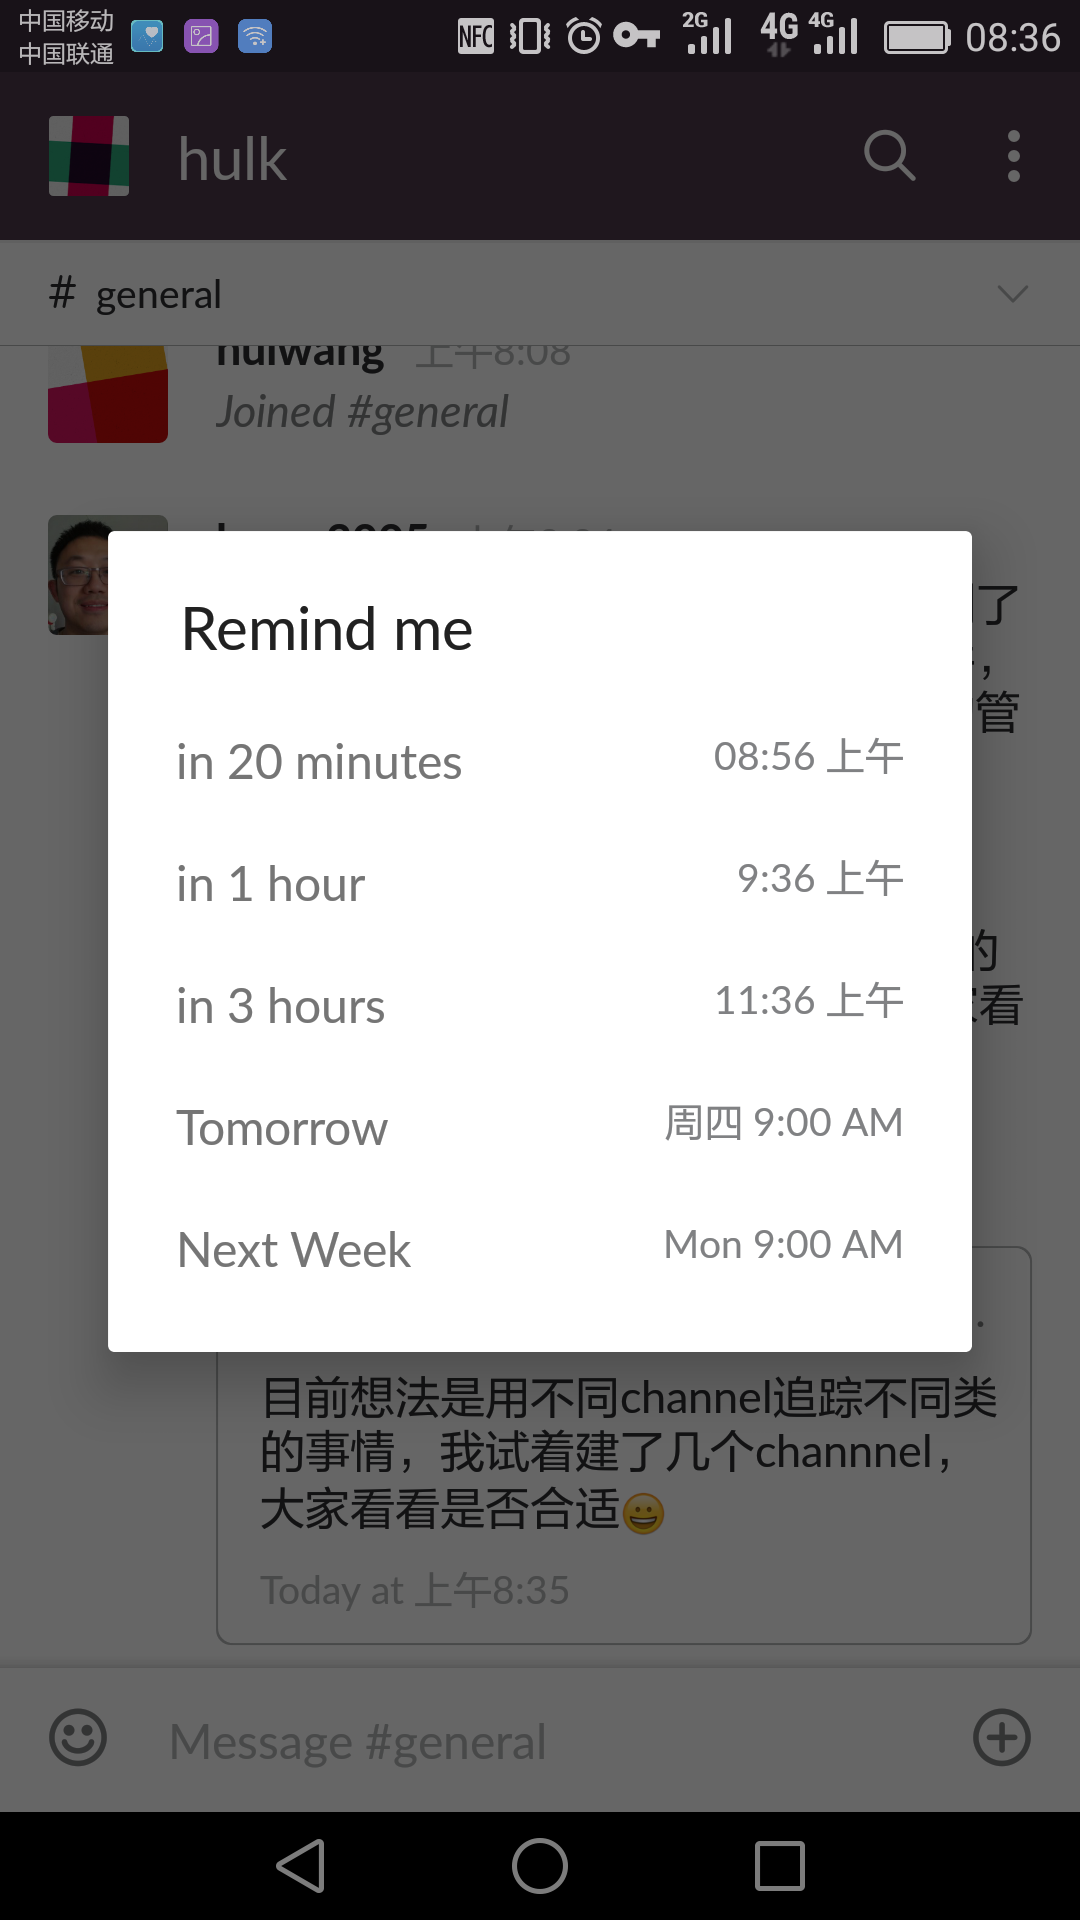 中国移动
中国联通
NFC
2G
4G
4G
08:36
hulk
# general
huiwang 上午8:08
Joined #general
了
，
管
的
看
Remind me
in 20 minutes 08:56 上午
in 1 hour 9:36 上午
in 3 hours 11:36 上午
Tomorrow 周四 9:00 AM
Next Week Mon 9:00 AM
目前想法是用不同channel追踪不同类
的事情，我试着建了几个channnel，
大家看看是否合适😀
Today at 上午8:35
Message #general